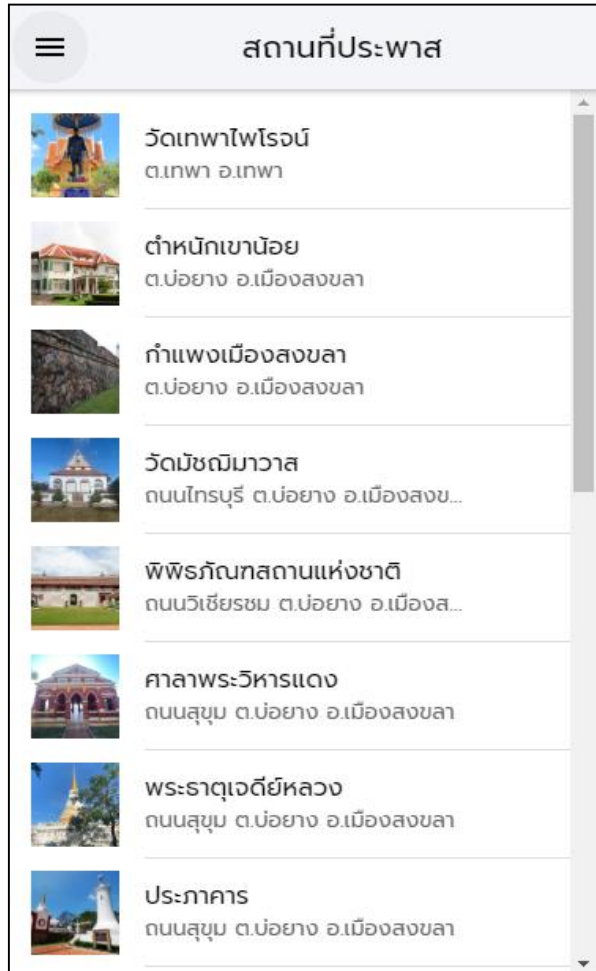 สถานที่ประพาส
วัดเทพาไพโรจน์
ต.เทพา อ.เทพา
ตำหนักเขาน้อย
ต.บ่อยาง อ.เมืองสงขลา
กำแพงเมืองสงขลา
ต.บ่อยาง อ.เมืองสงขลา
วัดมัชฌิมาวาส
ถนนไทรบุรี ต.บ่อยาง อ.เมืองสงข...
พิพิธภัณฑสถานแห่งชาติ
ถนนวิเชียรชม ต.บ่อยาง อ.เมืองส...
ศาลาพระวิหารแดง
ถนนสุขุม ต.บ่อยาง อ.เมืองสงขลา
พระธาตุเจดีย์หลวง
ถนนสุขุม ต.บ่อยาง อ.เมืองสงขลา
ประภาคาร
ถนนสุขุม ต.บ่อยาง อ.เมืองสงขลา